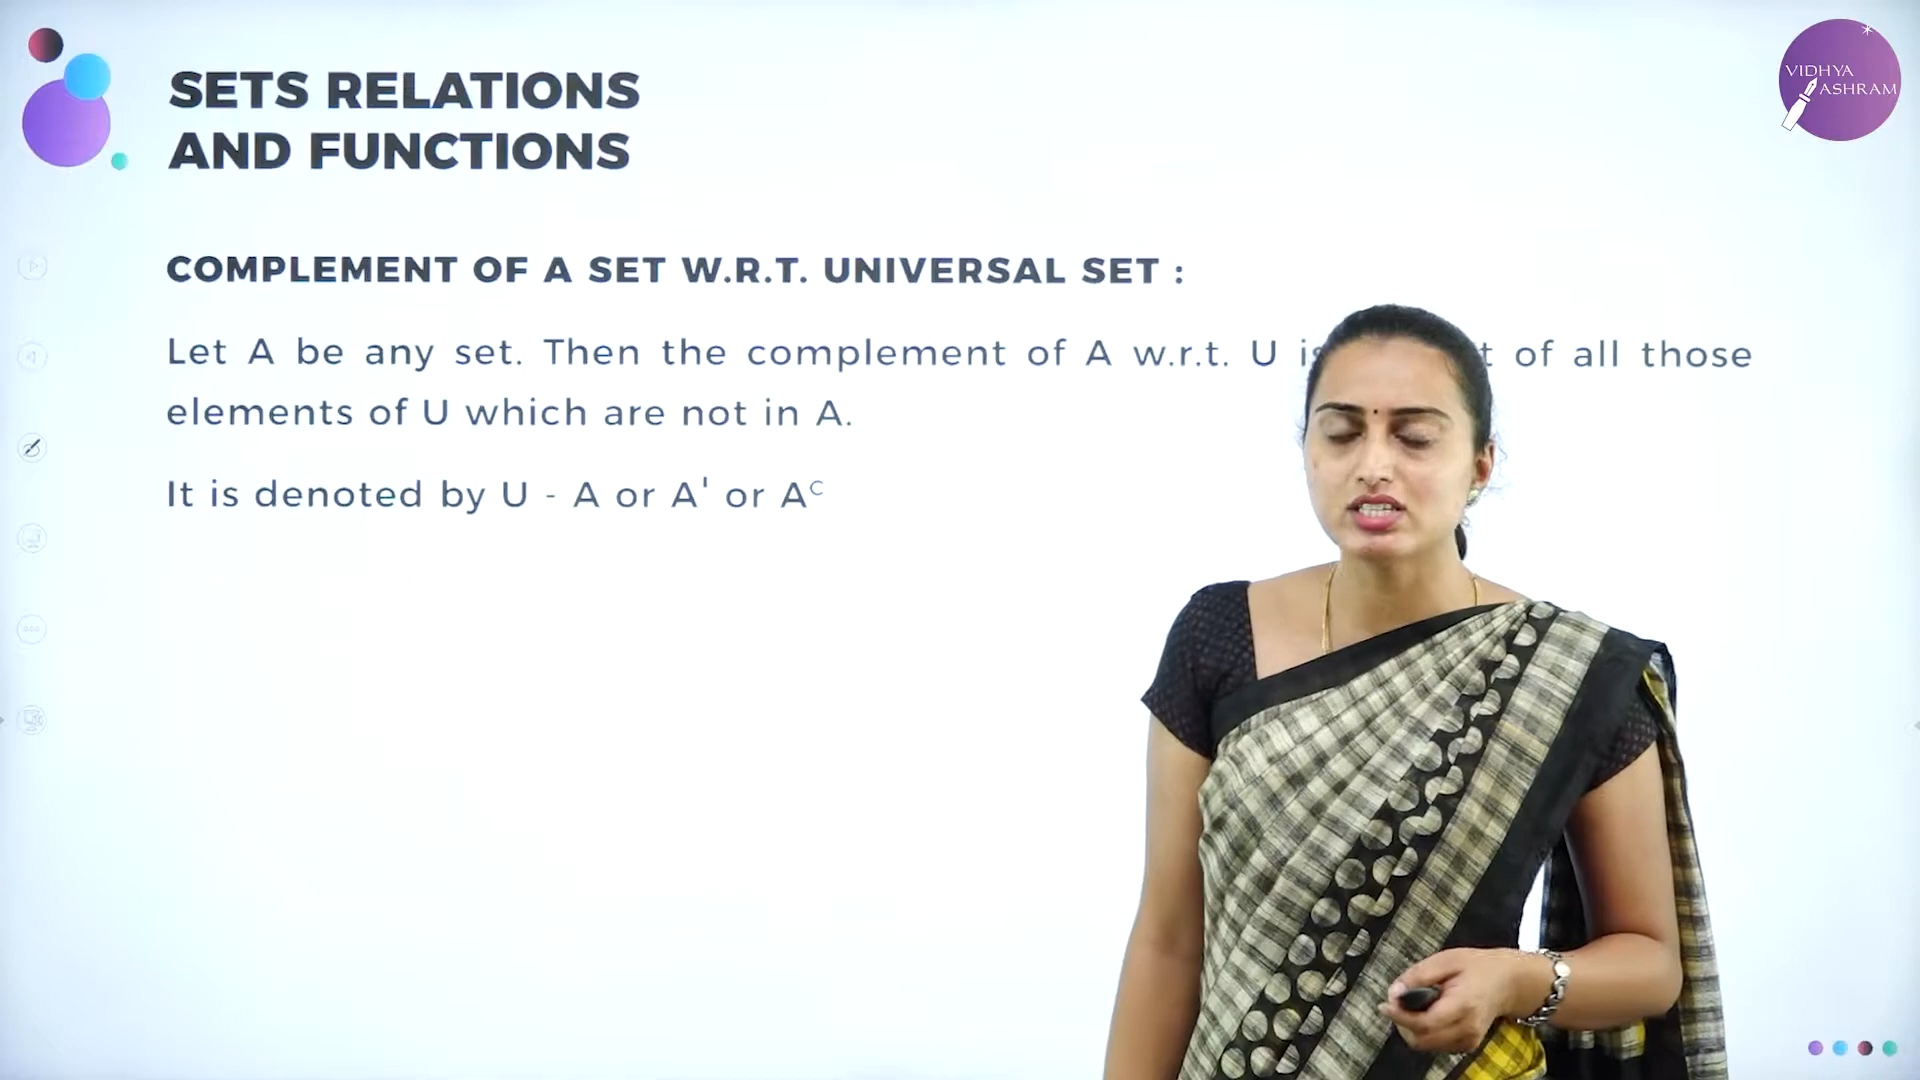 SETS RELATIONS
AND FUNCTIONS
VIDHYA
ASHRAM
COMPLEMENT OF A SET W.R.T. UNIVERSAL SET :
Let A be any set. Then the complement of A w.r.t. U of all those
elements of U which are not in A.
It is denoted by U - A or A' or Aᶜ